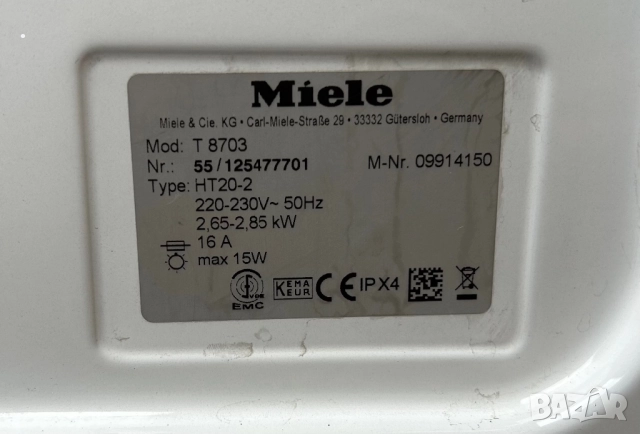 Miele
Miele & Cie. KG • Carl-Miele-Straße 29 • 33332 Gütersloh • Germany
Mod: T 8703
Nr.: 55/125477701 M-Nr. 09914150
Type: HT20-2
220-230V~ 50Hz
2,65-2,85 kW
16 A
max 15W
VDE
EMC
KEMA
KEUR
CE IPX4
BAZAR